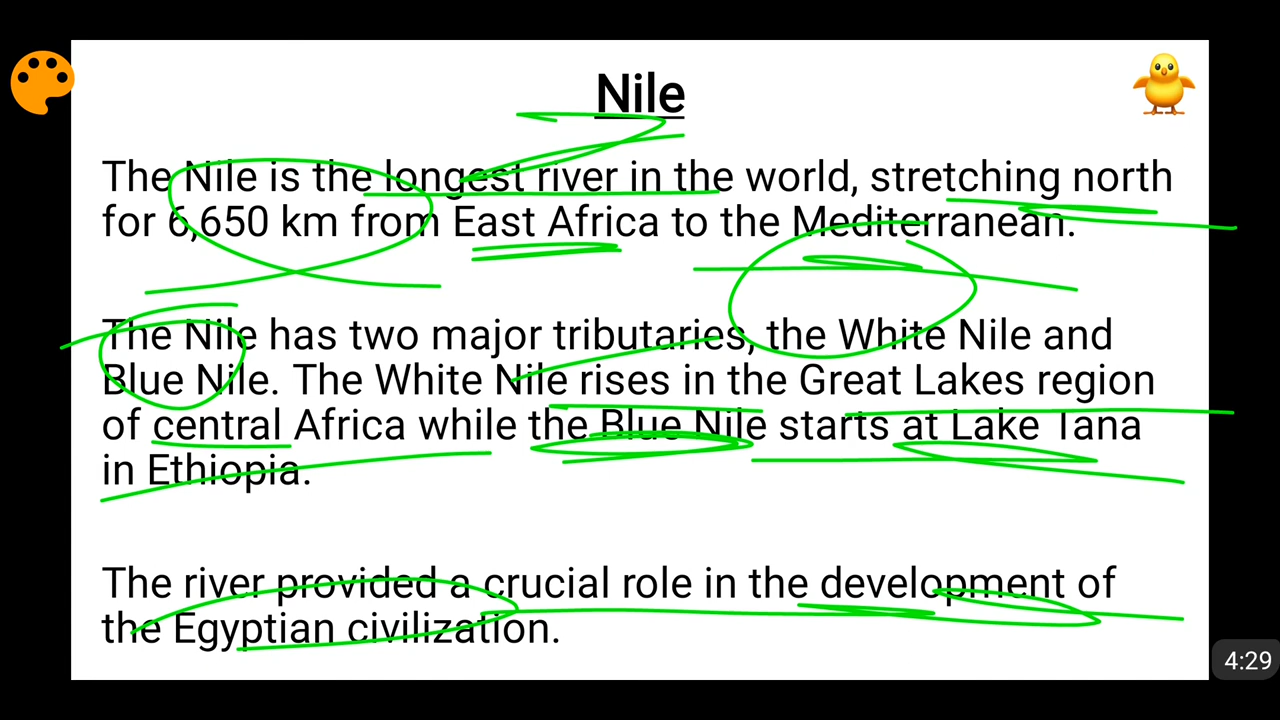 Nile
The Nile is the longest river in the world, stretching north
for 6,650 km from East Africa to the Mediterranean.
The Nile has two major tributaries, the White Nile and
Blue Nile. The White Nile rises in the Great Lakes region
of central Africa while the Blue Nile starts at Lake Tana
in Ethiopia.
The river provided a crucial role in the development of
the Egyptian civilization.
4:29